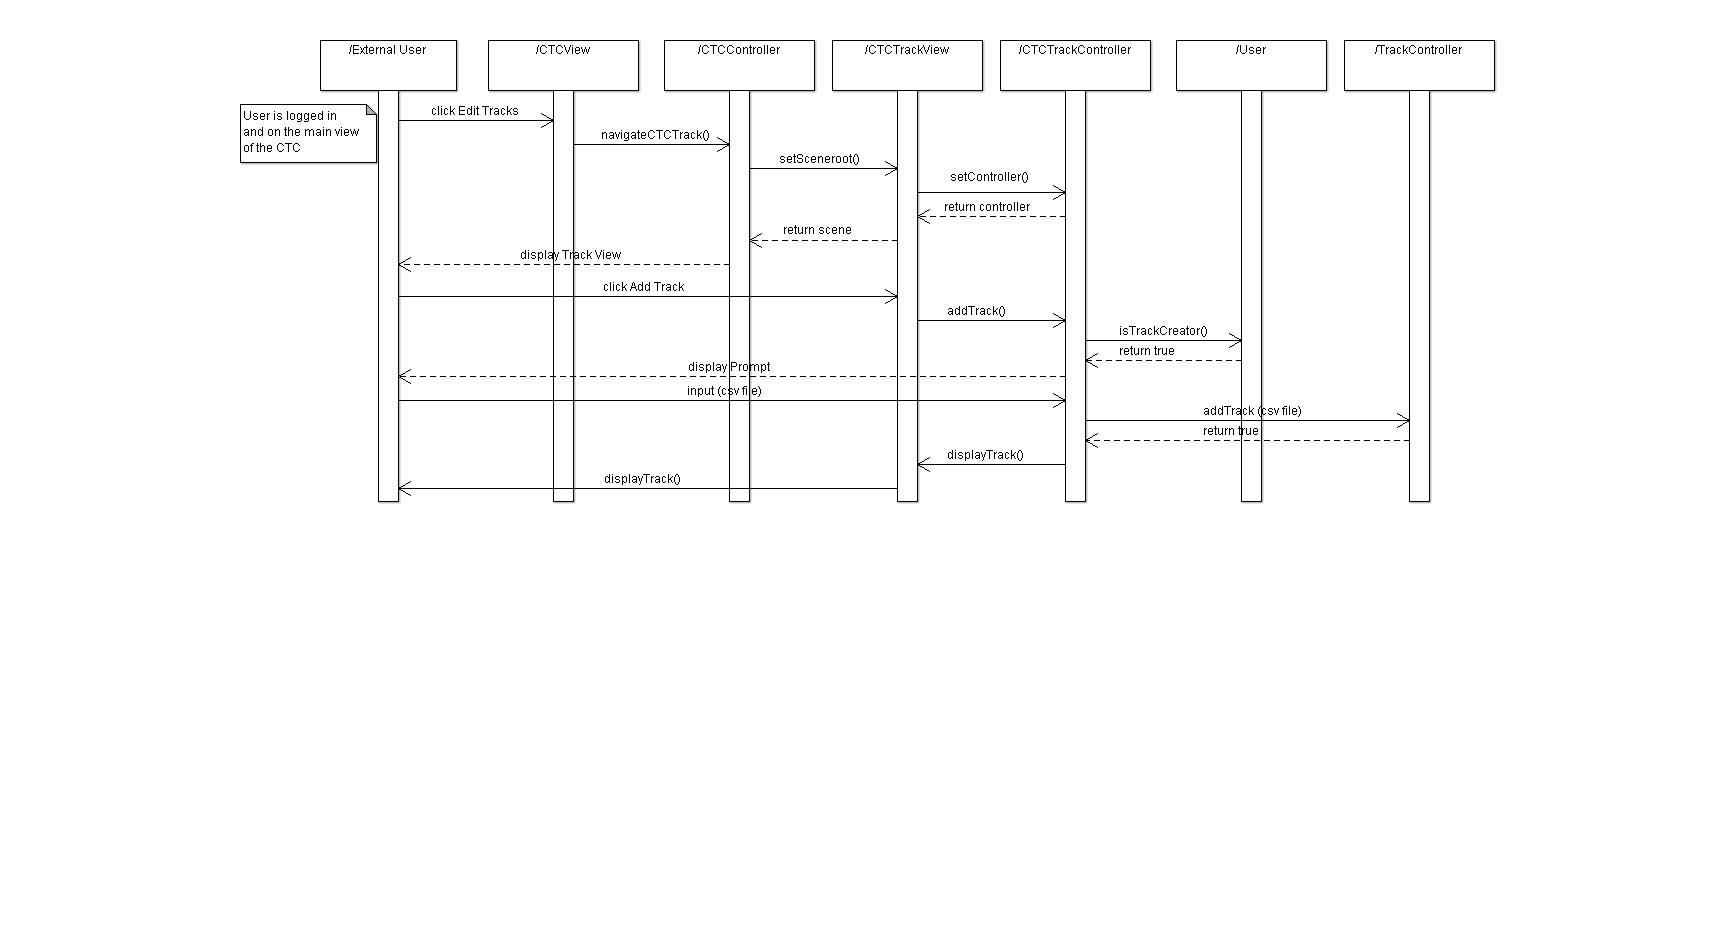 /External User
/CTCView
/CTCController
/CTCTrackView
/CTCTrackController
/User
/TrackController
User is logged in
and on the main view
of the CTC
click Edit Tracks
navigateCTCTrack()
setSceneroot()
setController()
return controller
return scene
display Track View
click Add Track
addTrack()
isTrackCreator()
return true
display Prompt
input (csv file)
addTrack (csv file)
return true
displayTrack()
displayTrack()